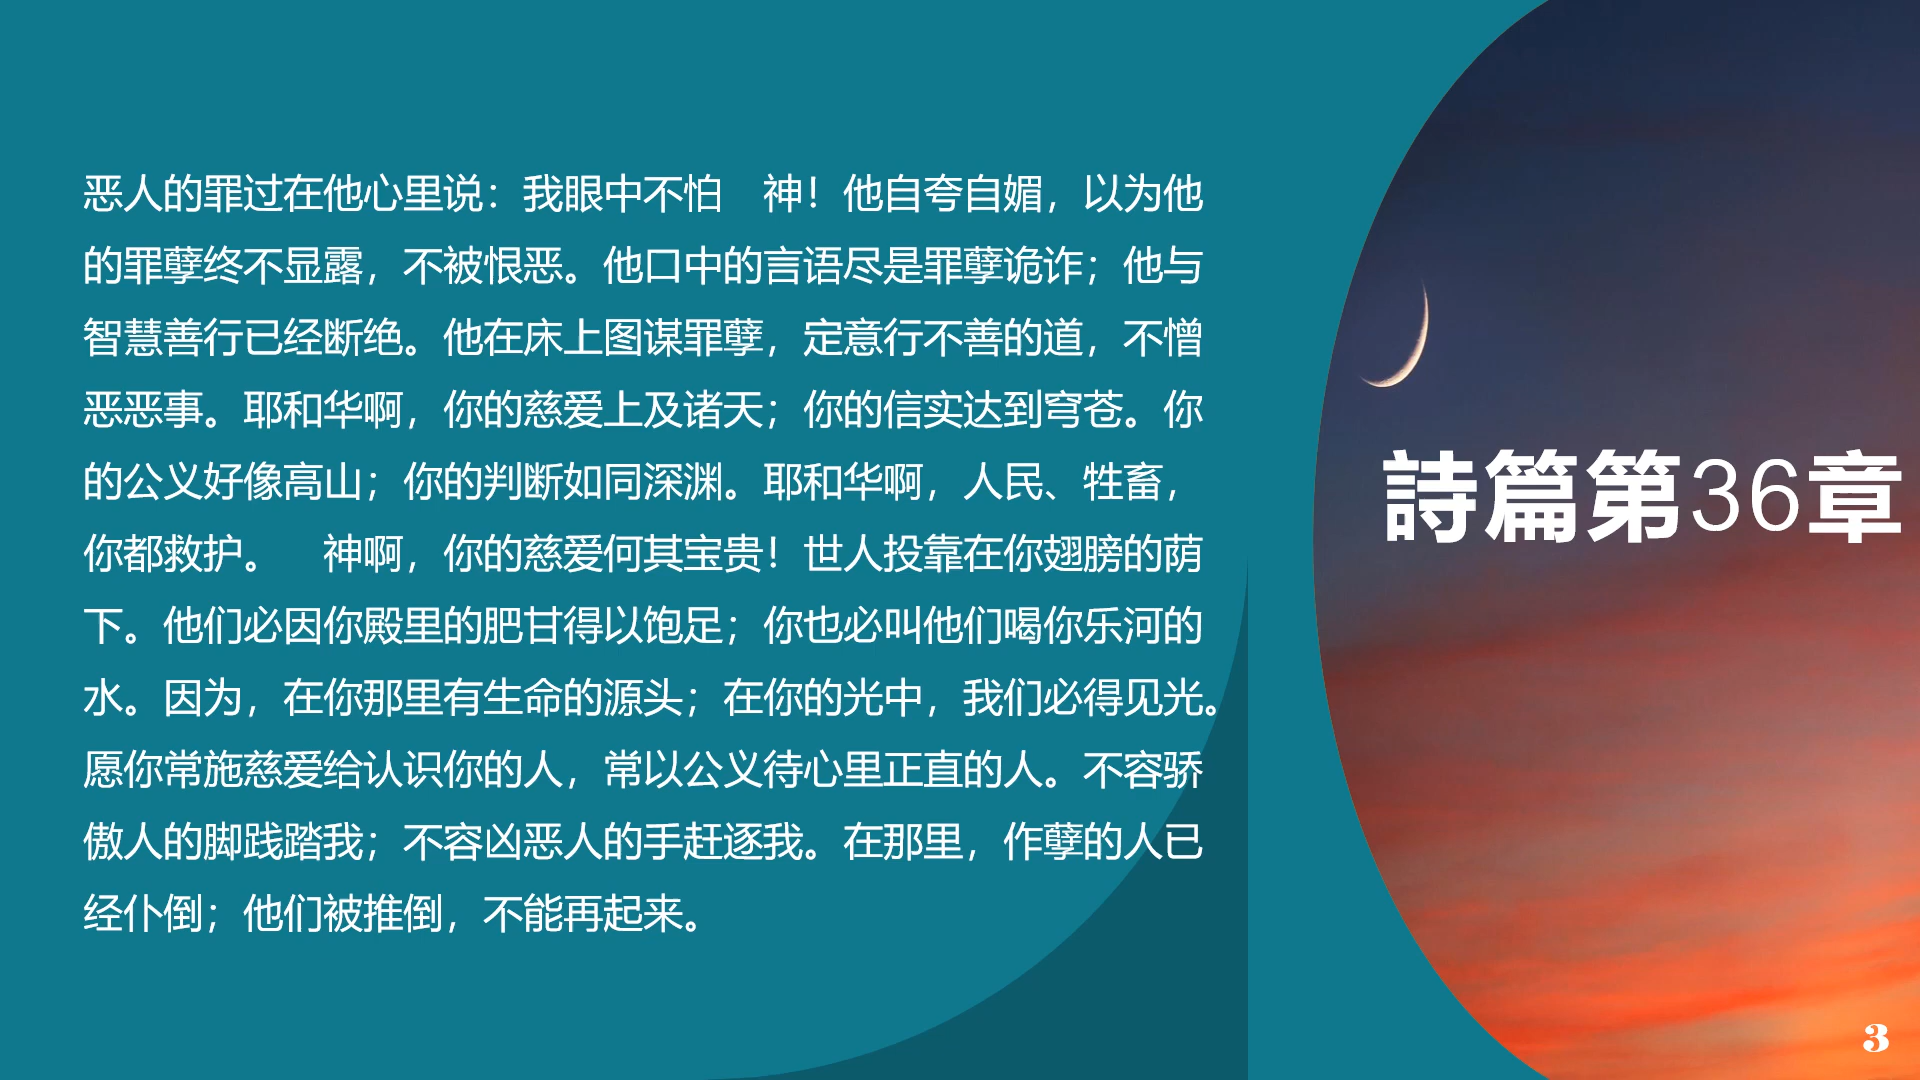 恶人的罪过在他心里说：我眼中不怕　神！他自夸自媚，以为他
的罪孽终不显露，不被恨恶。他口中的言语尽是罪孽诡诈；他与
智慧善行已经断绝。他在床上图谋罪孽，定意行不善的道，不憎
恶恶事。耶和华啊，你的慈爱上及诸天；你的信实达到穹苍。你
的公义好像高山；你的判断如同深渊。耶和华啊，人民、牲畜，
你都救护。　神啊，你的慈爱何其宝贵！世人投靠在你翅膀的荫
下。他们必因你殿里的肥甘得以饱足；你也必叫他们喝你乐河的
水。因为，在你那里有生命的源头；在你的光中，我们必得见光。
愿你常施慈爱给认识你的人，常以公义待心里正直的人。不容骄
傲人的脚践踏我；不容凶恶人的手赶逐我。在那里，作孽的人已
经仆倒；他们被推倒，不能再起来。
詩篇第36章
3